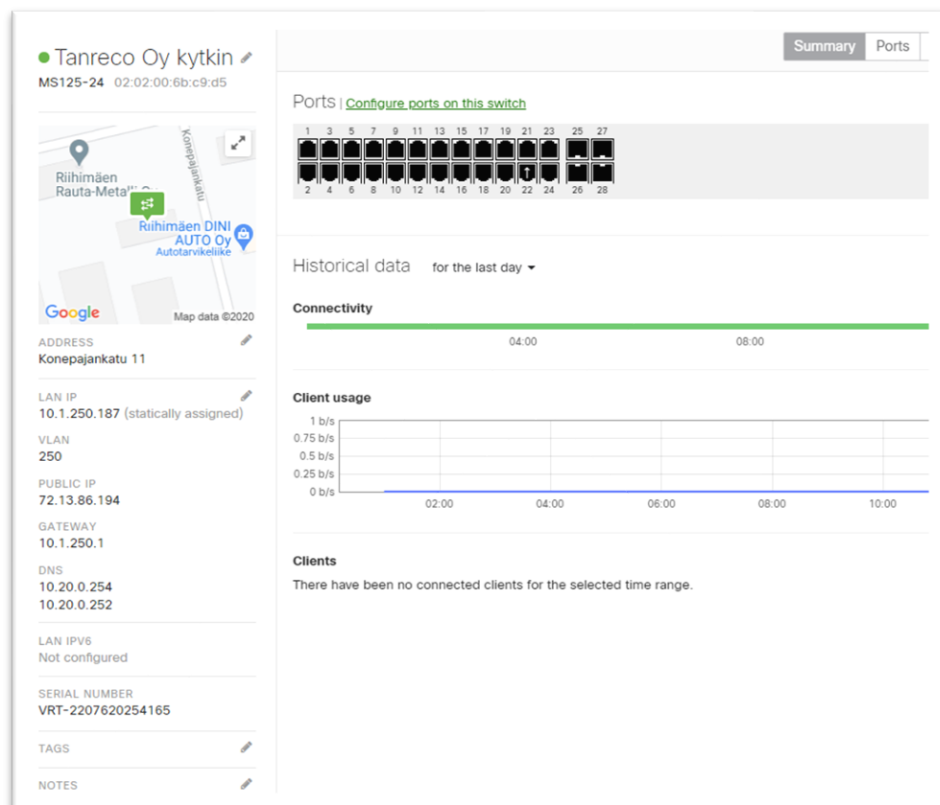 Tanreco Oy kytkin
MS125-24 02:02:00:6b:c9:d5
Konepajankatu
Riihimäen
Rauta-Metalli
Riihimäen DINI
AUTO Oy
Autotarvikeliike
Google
Map data ©2020
ADDRESS
Konepajankatu 11
LAN IP
10.1.250.187 (statically assigned)
VLAN
250
PUBLIC IP
72.13.86.194
GATEWAY
10.1.250.1
DNS
10.20.0.254
10.20.0.252
LAN IPV6
Not configured
SERIAL NUMBER
VRT-2207620254165
TAGS
NOTES
Summary Ports
Ports | Configure ports on this switch
1 3 5 7 9 11 13 15 17 19 21 23 25 27
2 4 6 8 10 12 14 16 18 20 22 24 26 28
Historical data for the last day
Connectivity
04:00 08:00
Client usage
1 b/s
0.75 b/s
0.5 b/s
0.25 b/s
0 b/s
02:00 04:00 06:00 08:00 10:00
Clients
There have been no connected clients for the selected time range.